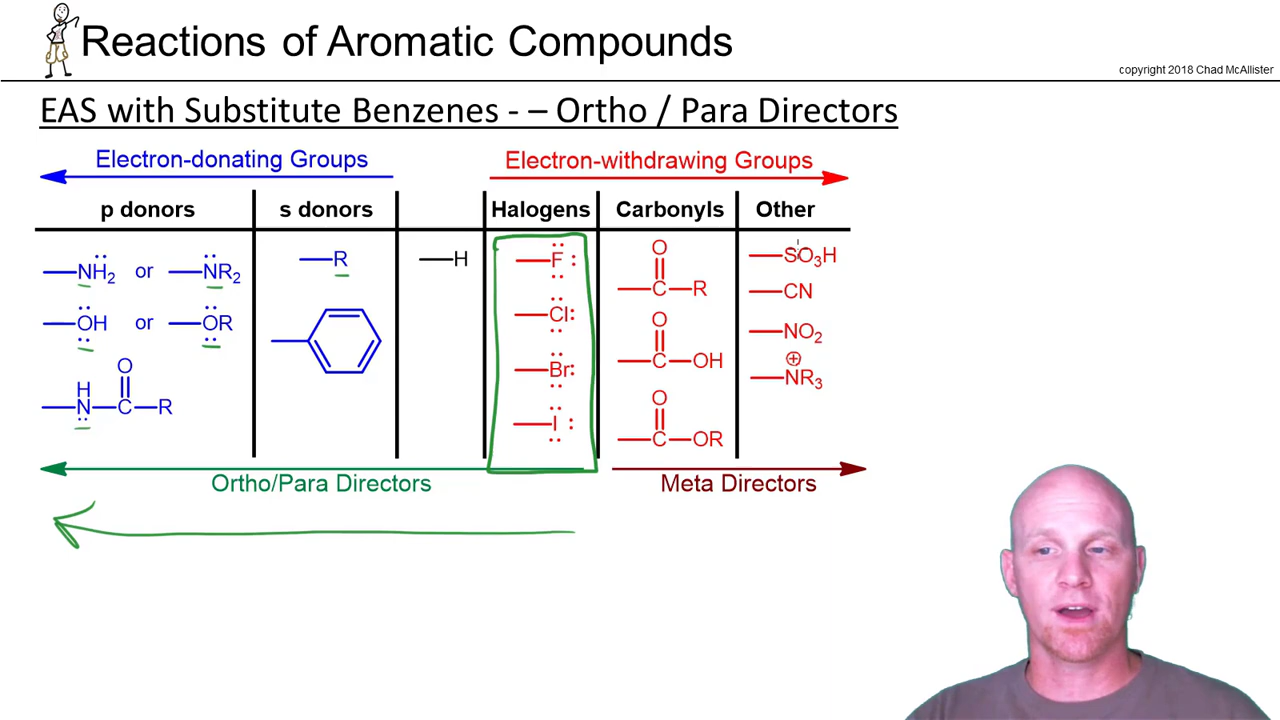 Reactions of Aromatic Compounds
copyright 2018 Chad McAllister
EAS with Substitute Benzenes - – Ortho / Para Directors
Electron-donating Groups
Electron-withdrawing Groups
p donors
s donors
Halogens
Carbonyls
Other
—N̈H₂ or —N̈R₂
—OH or —OR
H
N
O
C—R
—R
—H
—F
—Cl
—Br
—I
O
—C—R
O
—C—OH
O
—C—OR
—SO₃H
—CN
—NO₂
⊕
—NR₃
Ortho/Para Directors
Meta Directors